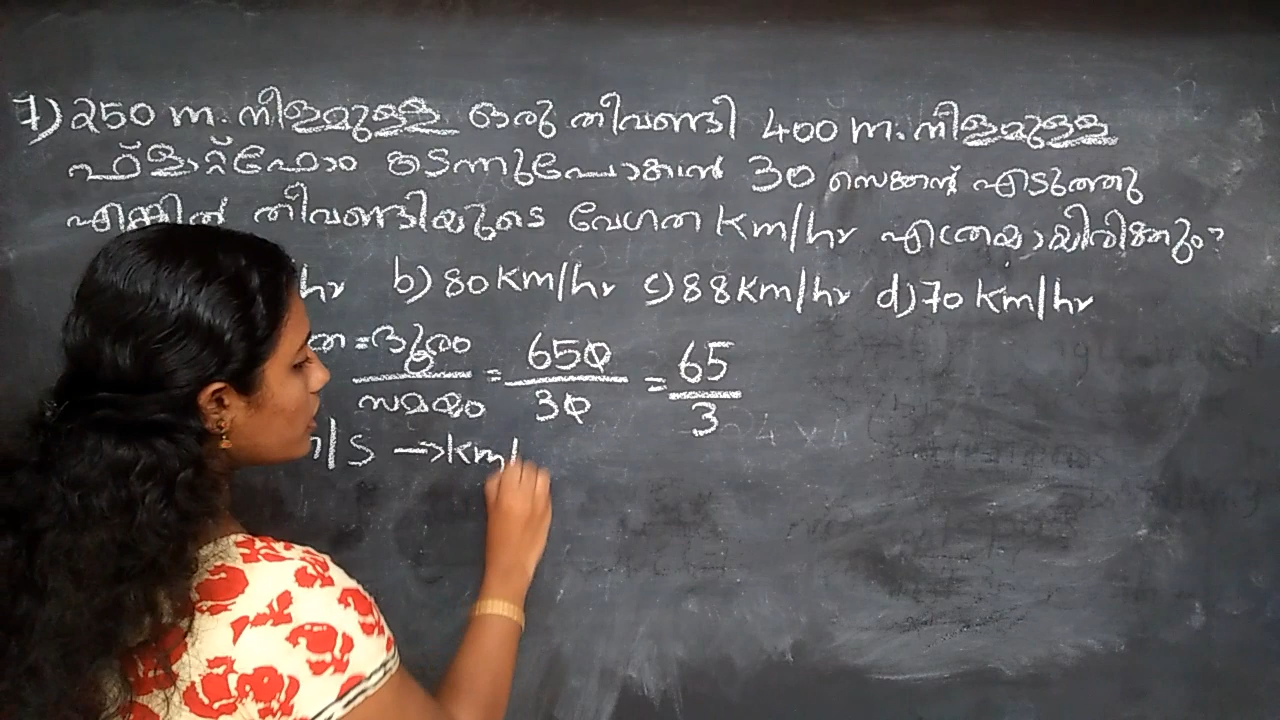 7) 250 m. നീളമുള്ള ഒരു തീവണ്ടി 400 m. നീളമുള്ള
ഫ്ളാറ്റ്ഫോം കടന്നുപോകാൻ 30 സെക്കന്റ് എടുത്തു
എങ്കിൽ തീവണ്ടിയുടെ വേഗത Km/hr എത്രയായിരിക്കും?
/hr b) 80 Km/hr c) 88 Km/hr d) 70 Km/hr
ത = ദൂരം / സമയം = 650 / 30 = 65 / 3
/S → km/